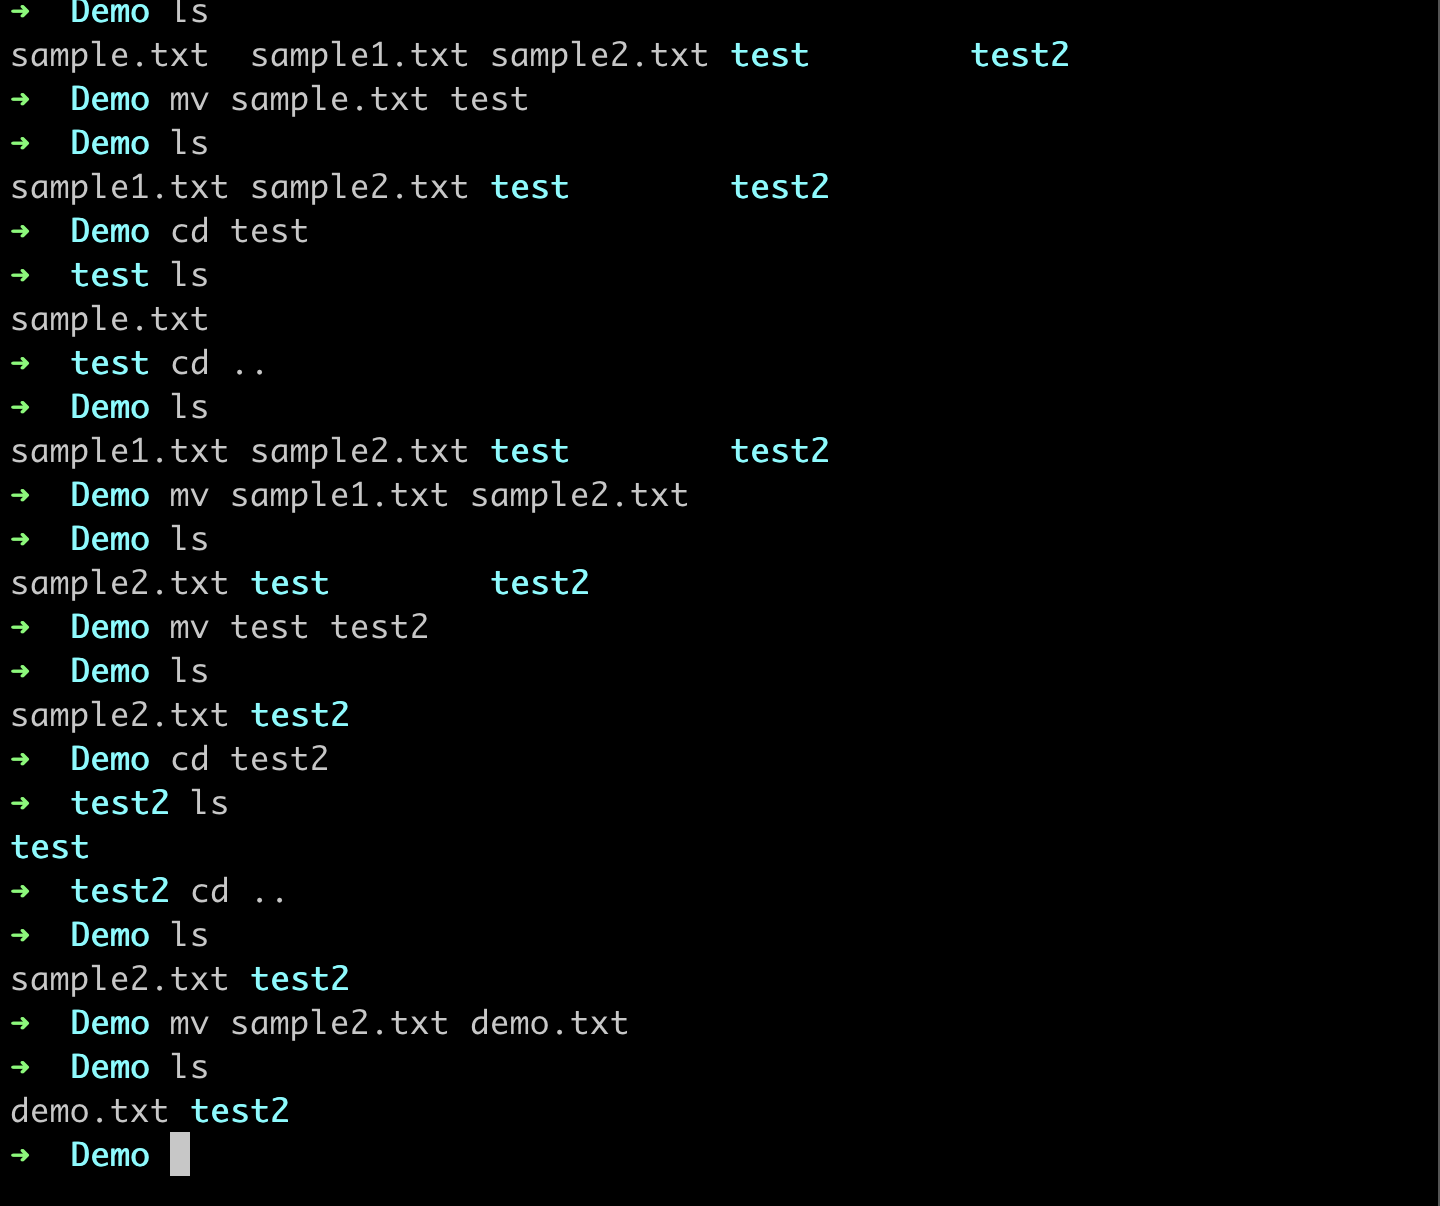 ➜  Demo ls
sample.txt  sample1.txt sample2.txt test        test2
➜  Demo mv sample.txt test
➜  Demo ls
sample1.txt sample2.txt test        test2
➜  Demo cd test
➜  test ls
sample.txt
➜  test cd ..
➜  Demo ls
sample1.txt sample2.txt test        test2
➜  Demo mv sample1.txt sample2.txt
➜  Demo ls
sample2.txt test        test2
➜  Demo mv test test2
➜  Demo ls
sample2.txt test2
➜  Demo cd test2
➜  test2 ls
test
➜  test2 cd ..
➜  Demo ls
sample2.txt test2
➜  Demo mv sample2.txt demo.txt
➜  Demo ls
demo.txt test2
➜  Demo